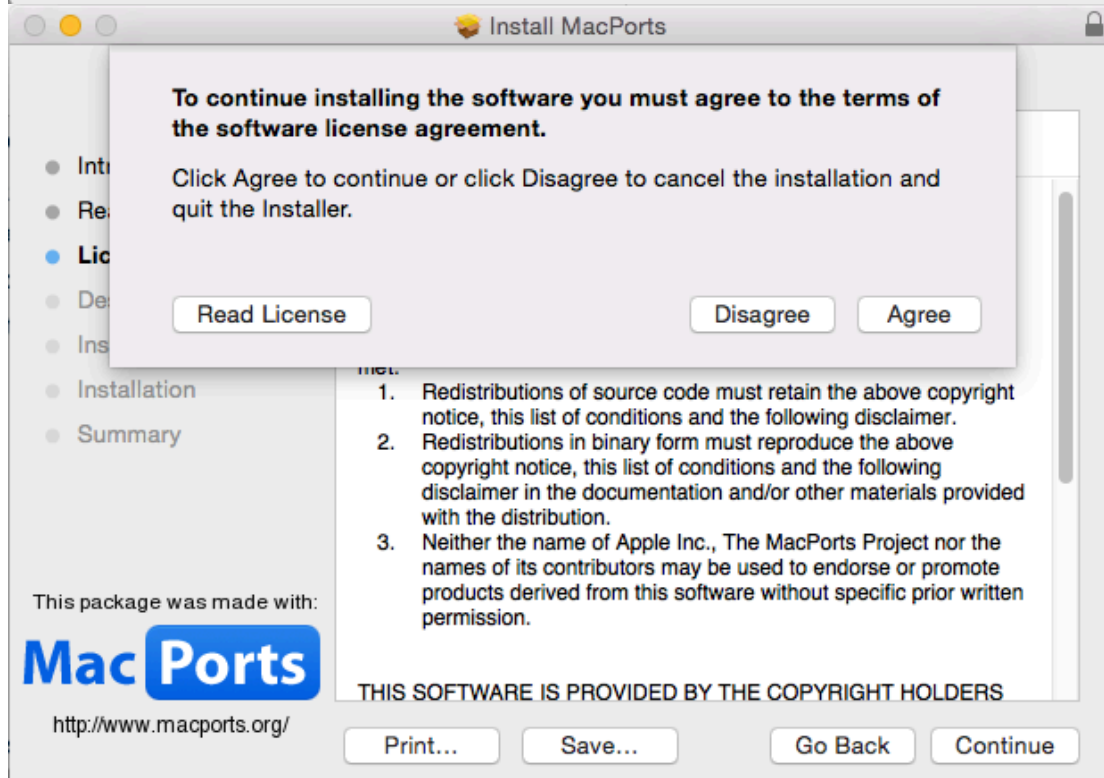 Install MacPorts
To continue installing the software you must agree to the terms of
the software license agreement.
Click Agree to continue or click Disagree to cancel the installation and
quit the Installer.
Read License
Disagree
Agree
Installation
Summary
1. Redistributions of source code must retain the above copyright
notice, this list of conditions and the following disclaimer.
2. Redistributions in binary form must reproduce the above
copyright notice, this list of conditions and the following
disclaimer in the documentation and/or other materials provided
with the distribution.
3. Neither the name of Apple Inc., The MacPorts Project nor the
names of its contributors may be used to endorse or promote
products derived from this software without specific prior written
permission.
THIS SOFTWARE IS PROVIDED BY THE COPYRIGHT HOLDERS
This package was made with:
MacPorts
http://www.macports.org/
Print...
Save...
Go Back
Continue